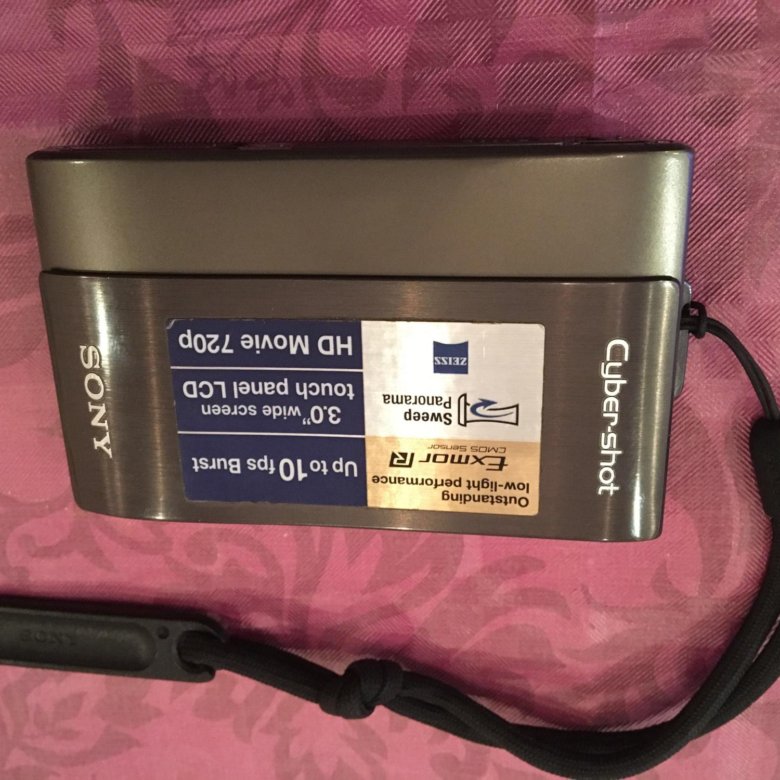 Cyber-shot
Outstanding
low-light performance
Exmor R
CMOS Sensor
Sweep
Panorama
ZEISS
Up to 10 fps Burst
3.0" wide screen
touch panel LCD
HD Movie 720p
SONY
SONY